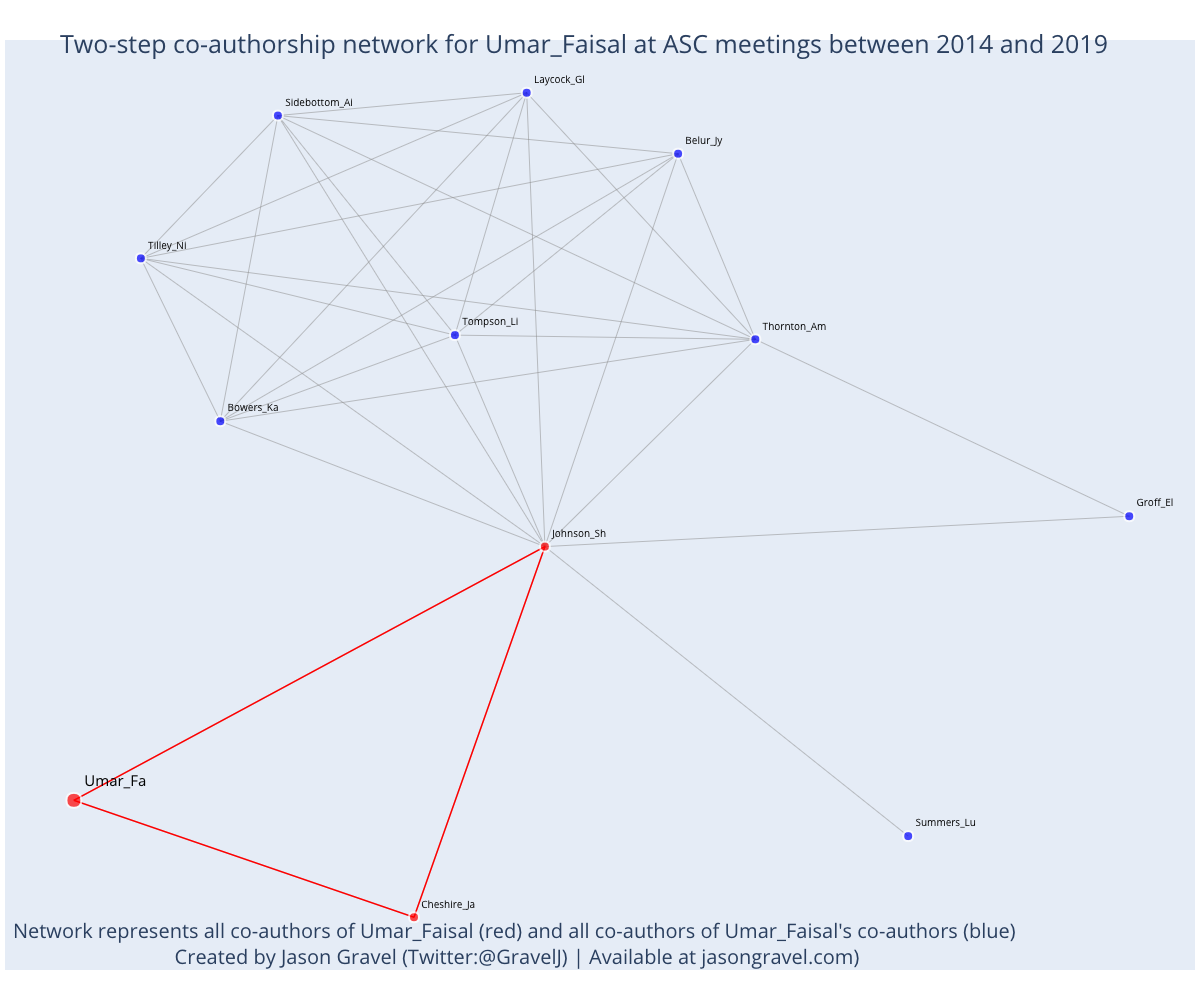 Two-step co-authorship network for Umar_Faisal at ASC meetings between 2014 and 2019
Laycock_Gl
Sidebottom_Ai
Belur_Jy
Tilley_Ni
Tompson_Li
Thornton_Am
Bowers_Ka
Groff_El
Johnson_Sh
Umar_Fa
Summers_Lu
Cheshire_Ja
Network represents all co-authors of Umar_Faisal (red) and all co-authors of Umar_Faisal's co-authors (blue)
Created by Jason Gravel (Twitter:@GravelJ) | Available at jasongravel.com)